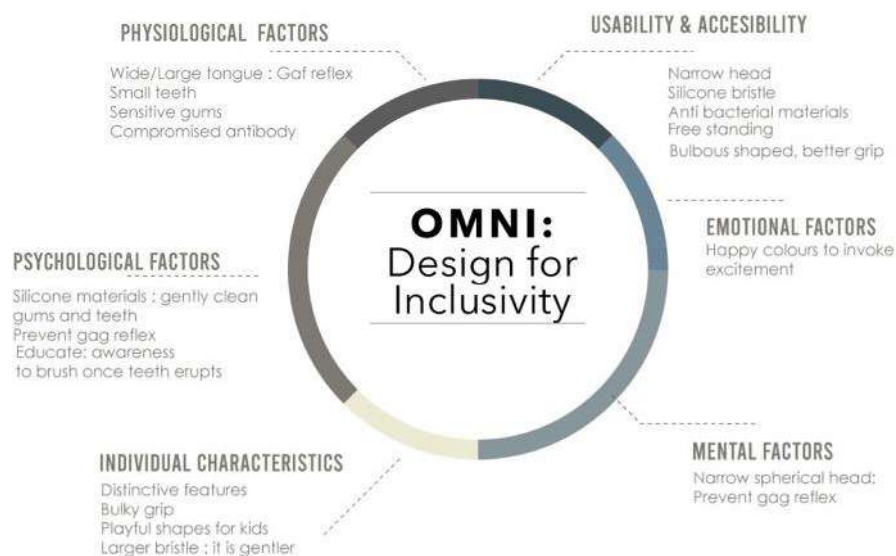 PHYSIOLOGICAL FACTORS
Wide/Large tongue : Gaf reflex
Small teeth
Sensitive gums
Compromised antibody
USABILITY & ACCESIBILITY
Narrow head
Silicone bristle
Anti bacterial materials
Free standing
Bulbous shaped, better grip
OMNI:
Design for
Inclusivity
EMOTIONAL FACTORS
Happy colours to invoke
excitement
PSYCHOLOGICAL FACTORS
Silicone materials : gently clean
gums and teeth
Prevent gag reflex
Educate: awareness
to brush once teeth erupts
MENTAL FACTORS
Narrow spherical head:
Prevent gag reflex
INDIVIDUAL CHARACTERISTICS
Distinctive features
Bulky grip
Playful shapes for kids
Larger bristle : it is gentler